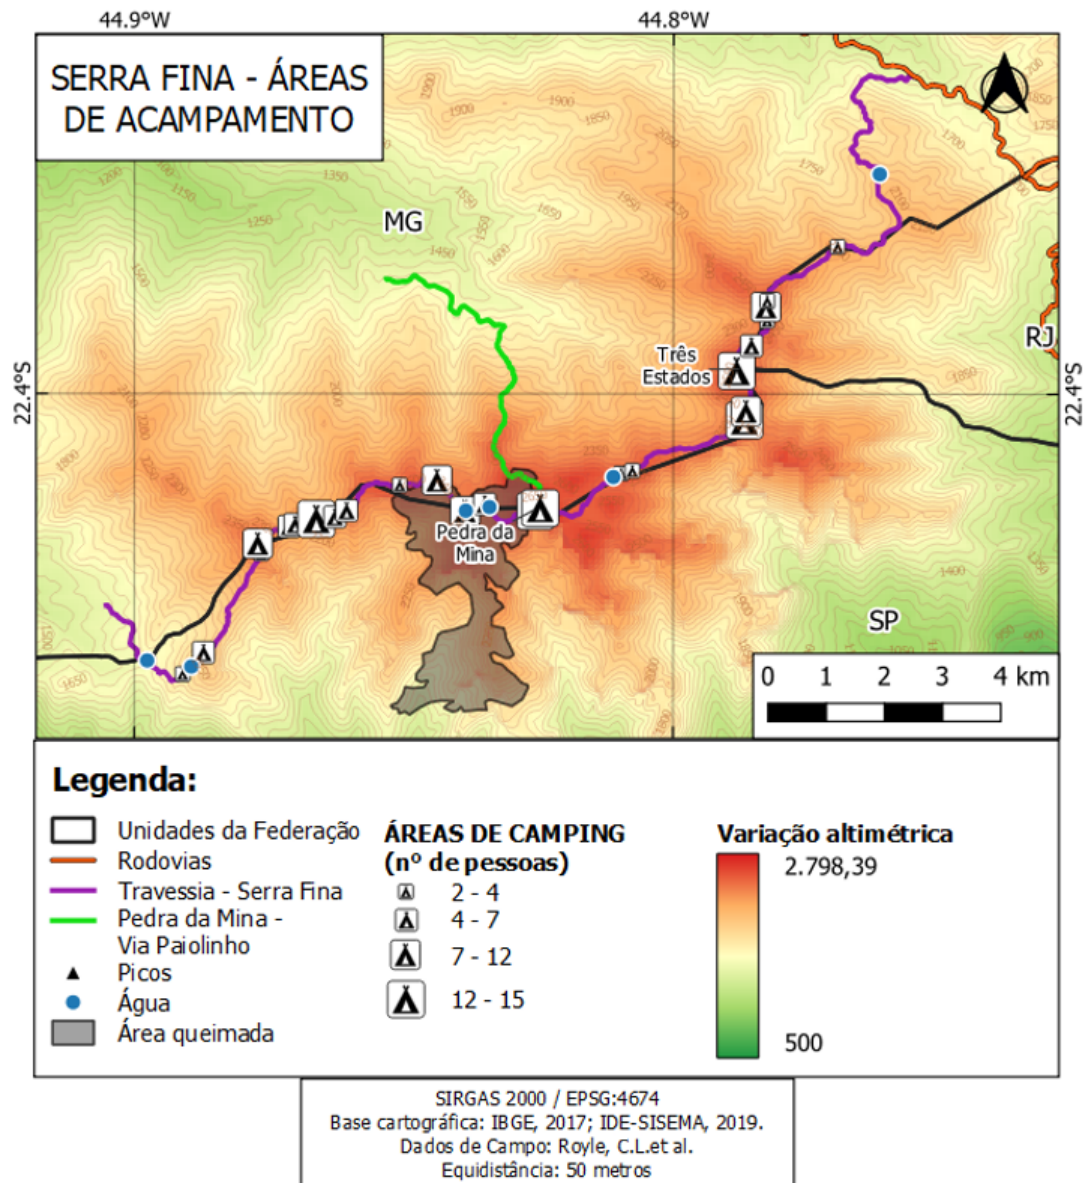 44.9°W
44.8°W
SERRA FINA - ÁREAS
DE ACAMPAMENTO
MG
22.4°S
22.4°S
RJ
Três
Estados
Pedra da
Mina
SP
0 1 2 3 4 km
Legenda:
Unidades da Federação
Rodovias
Travessia - Serra Fina
Pedra da Mina -
Via Paiolinho
Picos
Água
Área queimada
ÁREAS DE CAMPING
(nº de pessoas)
2 - 4
4 - 7
7 - 12
12 - 15
Variação altimétrica
2.798,39
500
SIRGAS 2000 / EPSG:4674
Base cartográfica: IBGE, 2017; IDE-SISEMA, 2019.
Dados de Campo: Royle, C.L.et al.
Equidistância: 50 metros